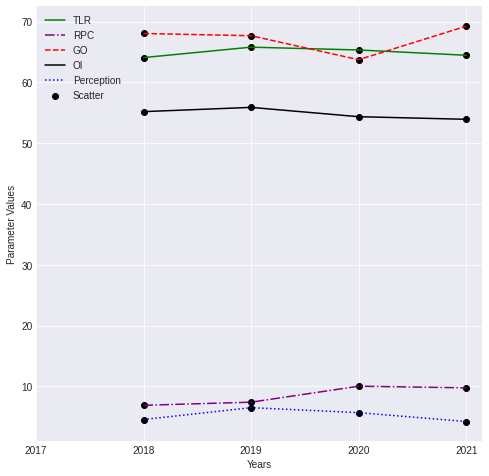 TLR
RPC
GO
OI
Perception
Scatter
70
60
50
40
30
20
10
Parameter Values
2017 2018 2019 2020 2021
Years